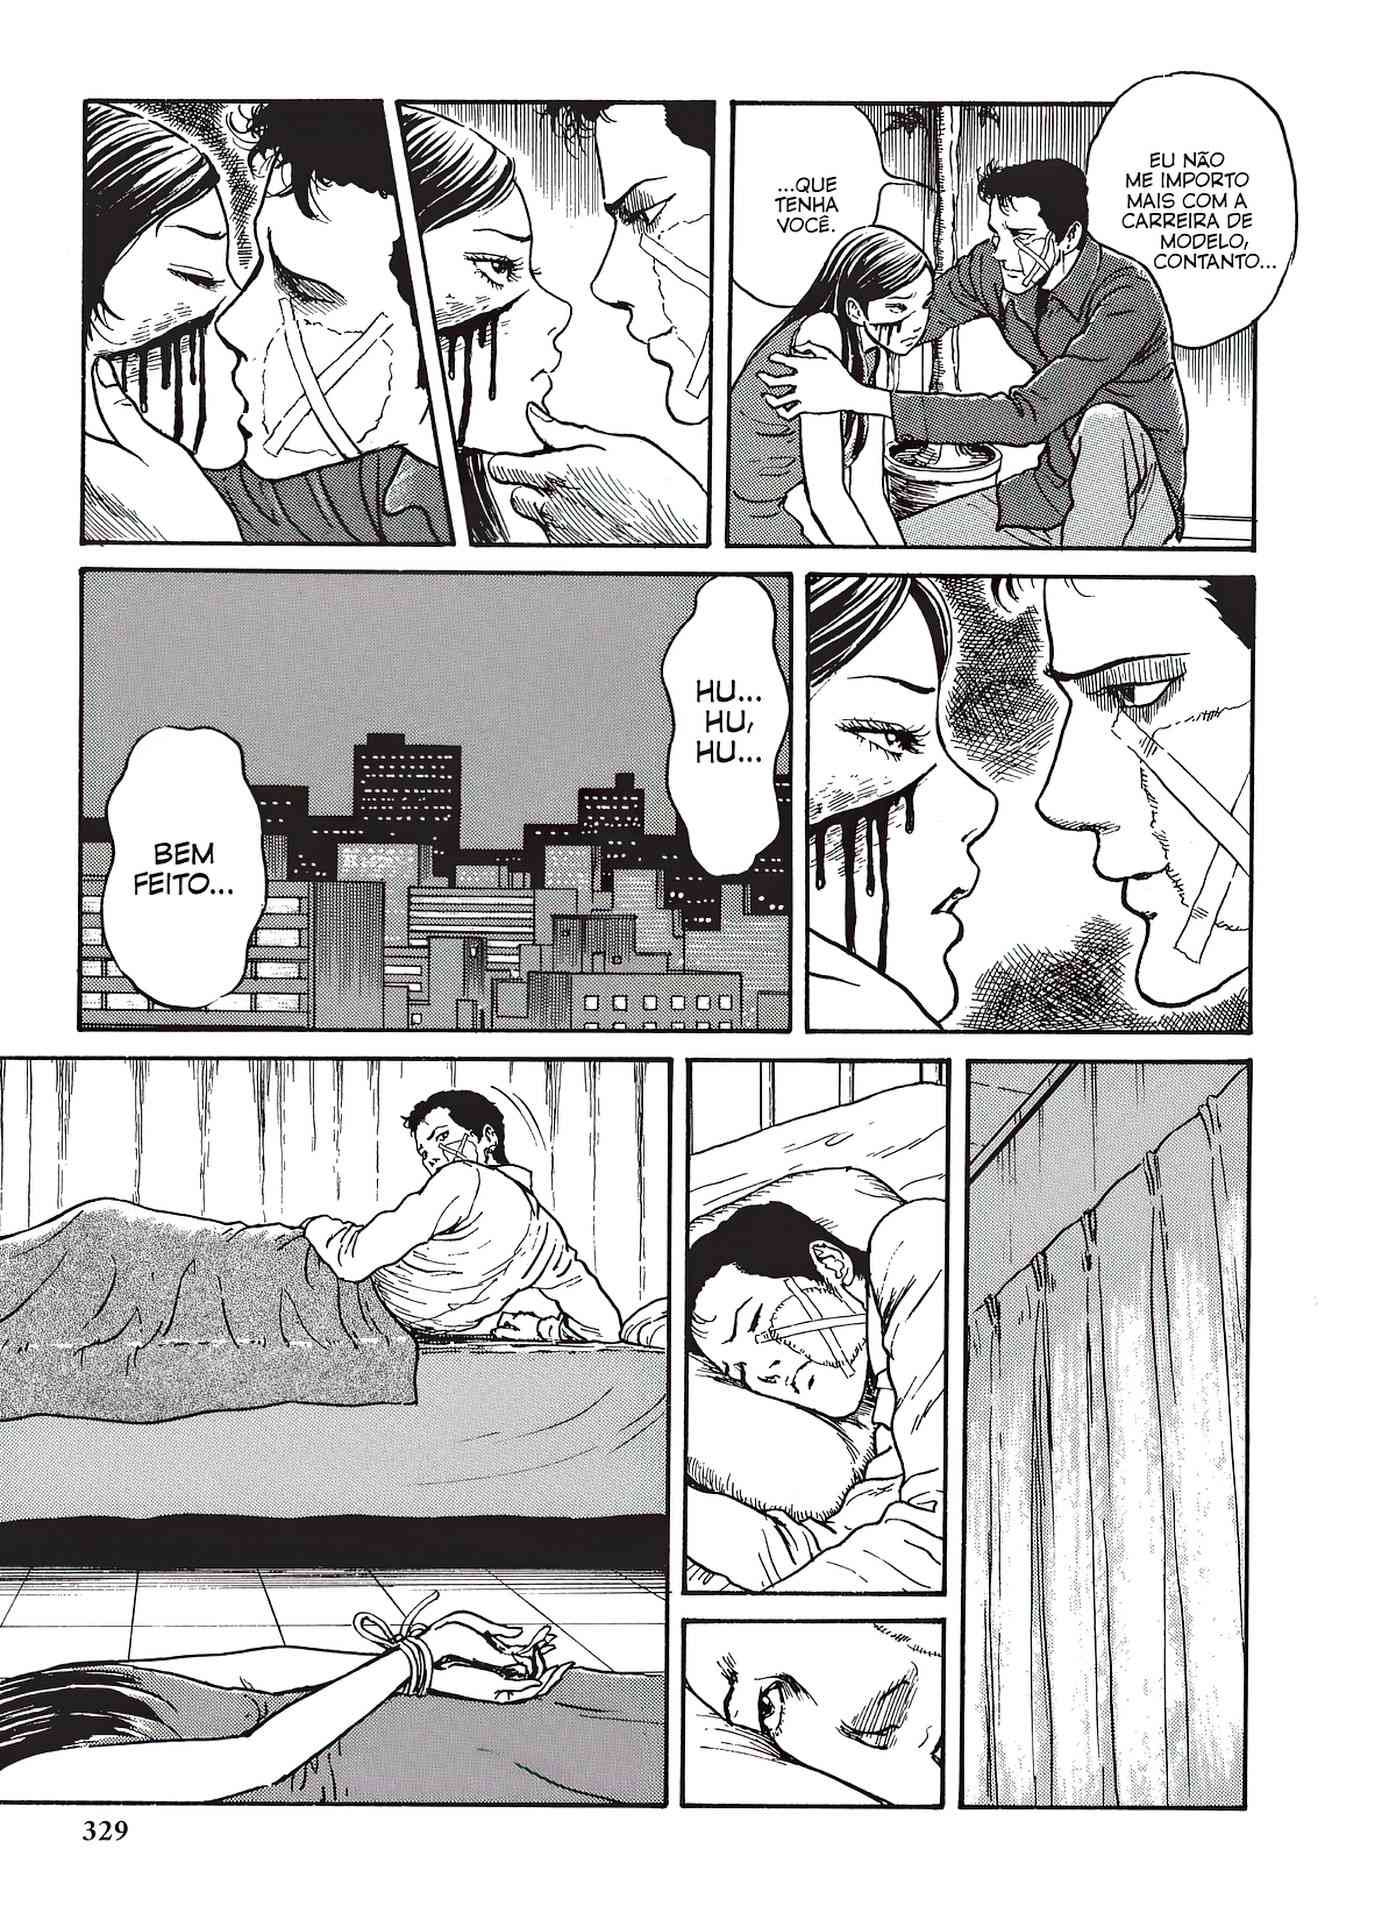 EU NÃO
ME IMPORTO
MAIS COM A
CARREIRA DE
MODELO,
CONTANTO...
...QUE
TENHA
VOCÊ.
HU...
HU,
HU...
BEM
FEITO...
329